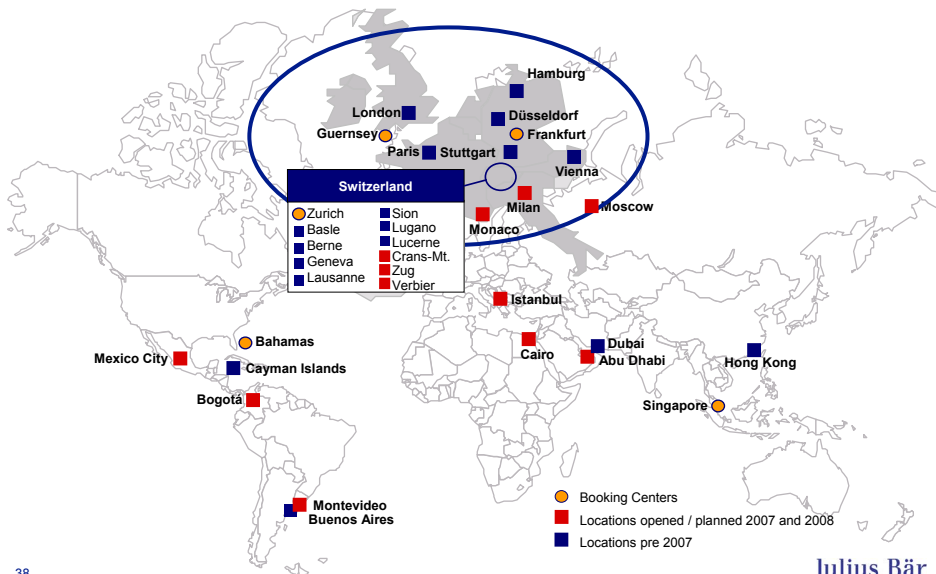 Hamburg
London
Düsseldorf
Guernsey
Frankfurt
Paris
Stuttgart
Vienna
Switzerland
Milan
Moscow
Monaco
Zurich
Basle
Berne
Geneva
Lausanne
Sion
Lugano
Lucerne
Crans-Mt.
Zug
Verbier
Istanbul
Bahamas
Cairo
Dubai
Abu Dhabi
Hong Kong
Mexico City
Cayman Islands
Bogotá
Singapore
Montevideo
Buenos Aires
Booking Centers
Locations opened / planned 2007 and 2008
Locations pre 2007
38
Julius Bär